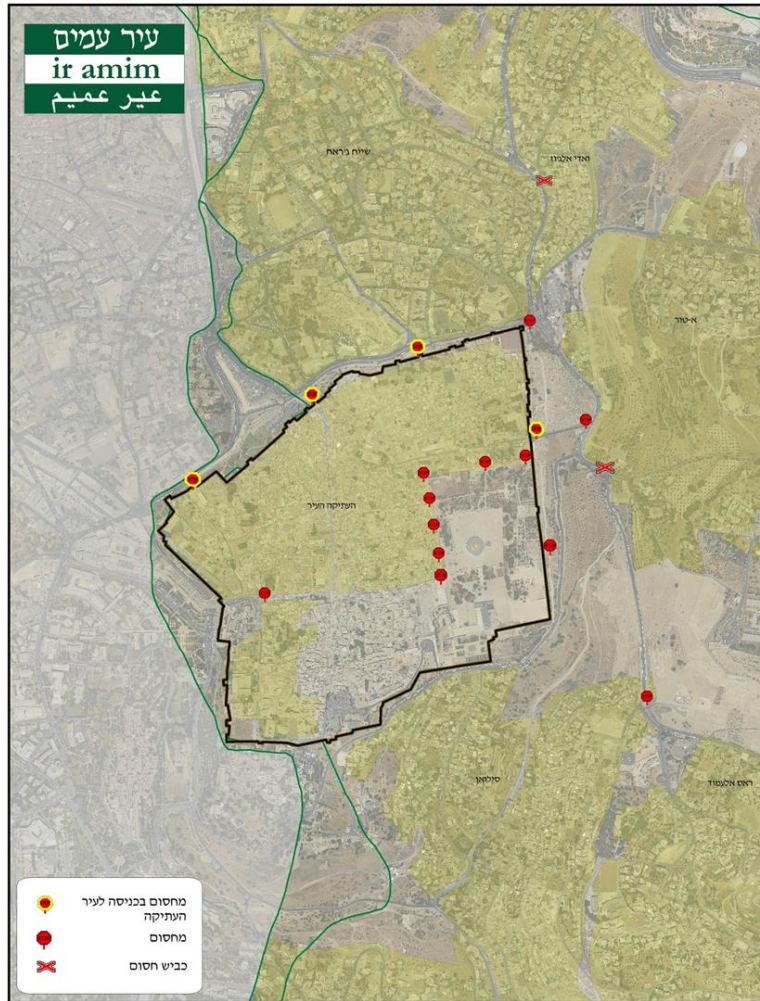 עיר עמים
ir amim
عير عميم
שייח ג'ראח
ואדי אלג'וז
א-טור
העתיקה העיר
סילואן
ראס אלעמוד
מחסום בכניסה לעיר
העתיקה
מחסום
כביש חסום